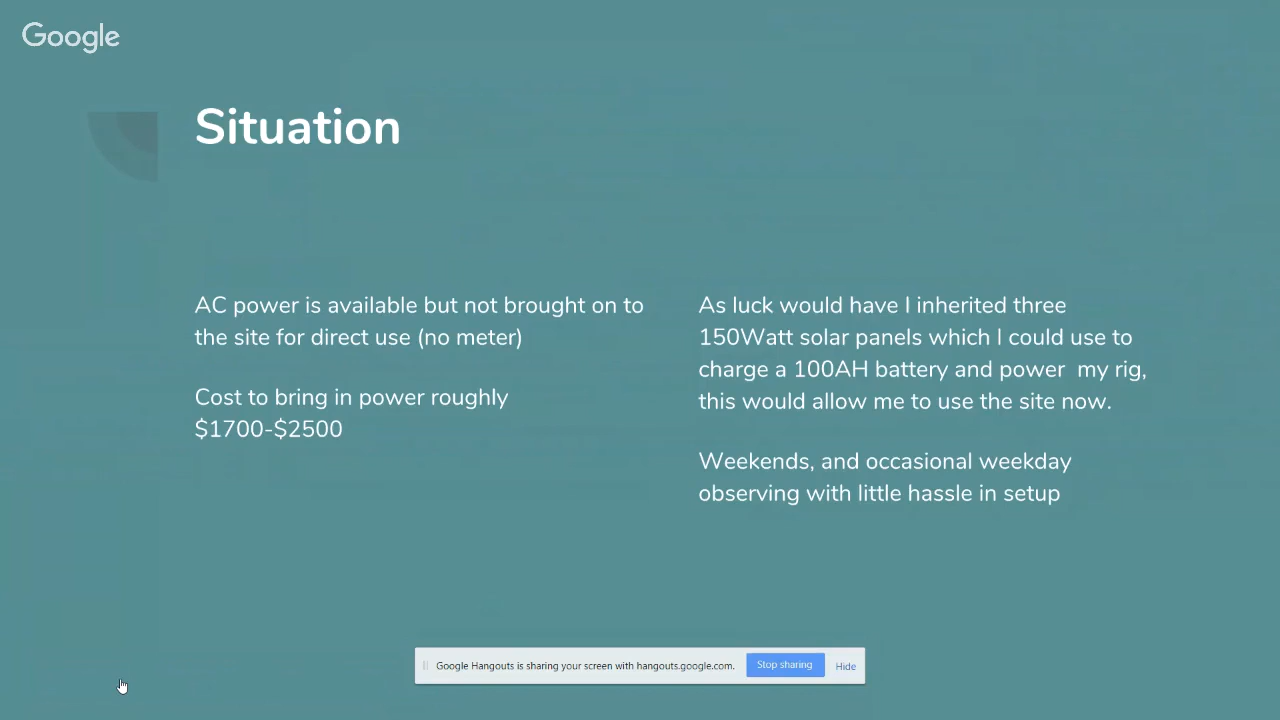 Google
Situation
AC power is available but not brought on to
the site for direct use (no meter)
Cost to bring in power roughly
$1700-$2500
As luck would have I inherited three
150Watt solar panels which I could use to
charge a 100AH battery and power  my rig,
this would allow me to use the site now.
Weekends, and occasional weekday
observing with little hassle in setup
Google Hangouts is sharing your screen with hangouts.google.com. Stop sharing Hide